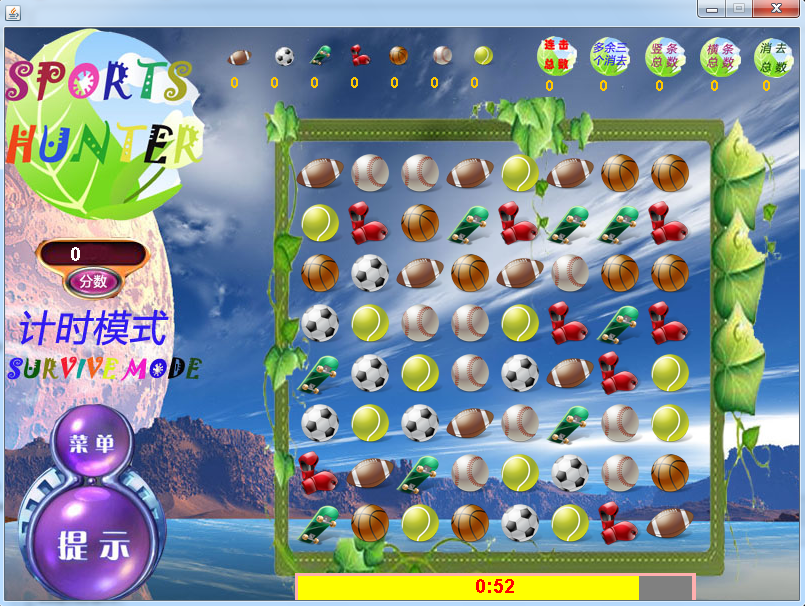 SPORTS
HUNTER
0 0 0 0 0 0 0
连击
总数
0
多余三
个消去
0
竖条
总数
0
横条
总数
0
消去
总数
0
0
分数
计时模式
SURVIVE MODE
菜单
提示
0:52